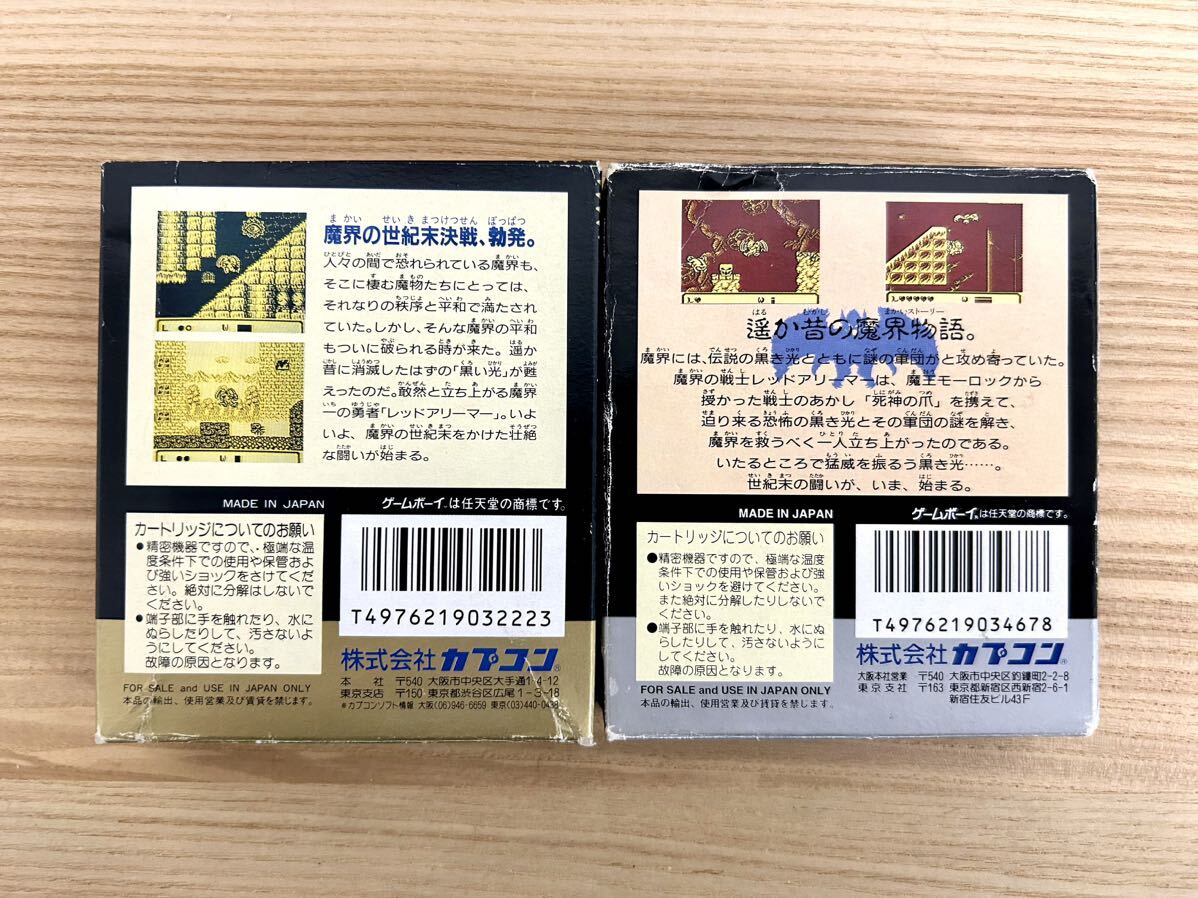 魔界の世紀末決戦、勃発。
人々の間で恐れられている魔界も、
そこに棲む魔物たちにとっては、
それなりの秩序と平和で満たされ
ていた。しかし、そんな魔界の平和
もついに破られる時が来た。遥か
昔に消滅したはずの「黒い光」が甦
えったのだ。敢然と立ち上がる魔界
一の勇者「レッドアリーマー」。いよ
いよ、魔界の世紀末をかけた壮絶
な闘いが始まる。
MADE IN JAPAN
ゲームボーイは任天堂の商標です。
カートリッジについてのお願い
●精密機器ですので、極端な温
度条件下での使用や保管およ
び強いショックをさけてくだ
さい。絶対に分解はしないで
ください。
●端子部に手を触れたり、水に
ぬらしたりして、汚さないよ
うにしてください。
故障の原因となります。
T4976219032223
株式会社カプコン®
本社 〒540 大阪市中央区大手通1-4-12
東京支店 〒150 東京都渋谷区広尾1-3-18
*カプコンソフト情報 大阪(06)946-6659 東京(03)440-0438
FOR SALE and USE IN JAPAN ONLY
本品の輸出、使用営業及び賃貸を禁じます。
遥か昔の魔界物語。
魔界には、伝説の黒き光とともに謎の軍団がと攻め寄っていた。
魔界の戦士レッドアリーマーは、魔王モーロックから
授かった戦士のあかし「死神の爪」を携えて、
迫り来る恐怖の黒き光とその軍団の謎を解き、
魔界を救うべく一人立ち上がったのである。
いたるところで猛威を振るう黒き光……。
世紀末の闘いが、いま、始まる。
MADE IN JAPAN
ゲームボーイは任天堂の商標です。
カートリッジについてのお願い
●精密機器ですので、極端な温度
条件下での使用や保管および強
いショックを避けてください。
また絶対に分解したりしないで
ください。
●端子部に手を触れたり、水にぬ
らしたりして、汚さないように
してください。
故障の原因となります。
T4976219034678
株式会社カプコン®
大阪本社営業 〒540 大阪市中央区釣鐘町2-2-8
東京支社 〒163 東京都新宿区西新宿2-6-1
新宿住友ビル43F
FOR SALE and USE IN JAPAN ONLY
本品の輸出、使用営業及び賃貸を禁じます。